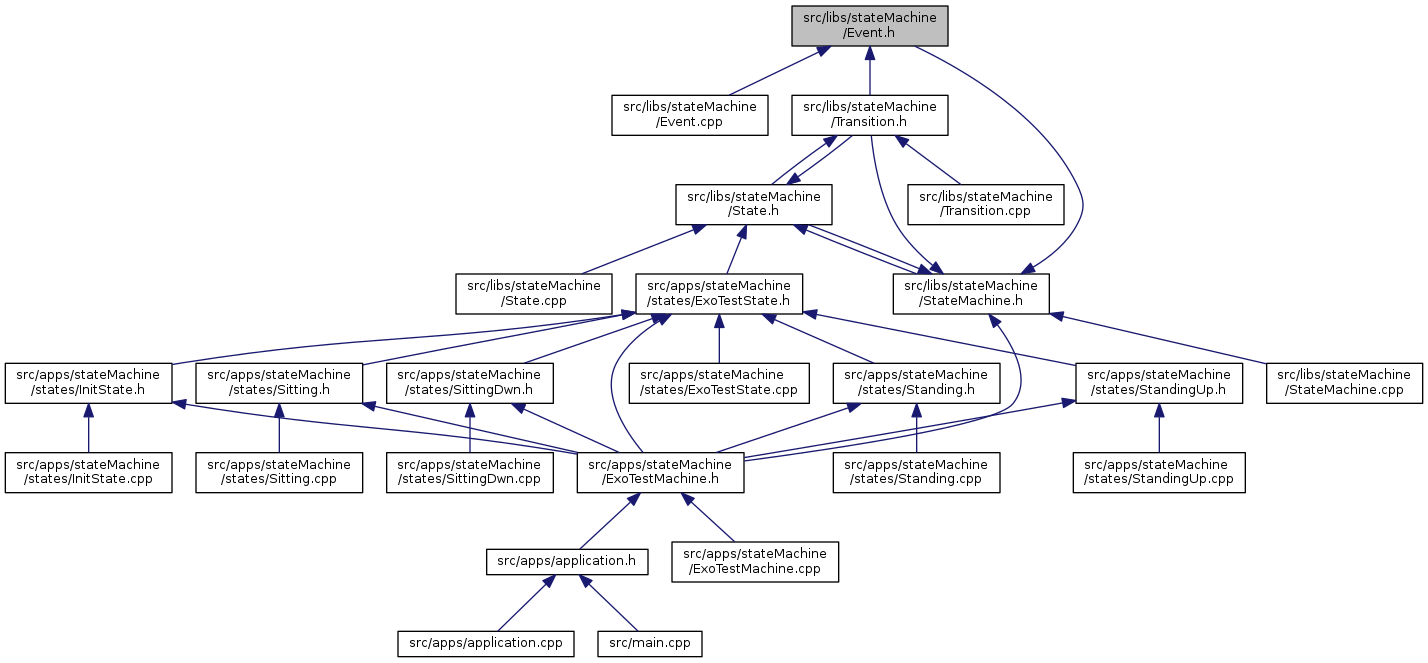 src/libs/stateMachine
/Event.h
src/libs/stateMachine
/Event.cpp
src/libs/stateMachine
/Transition.h
src/libs/stateMachine
/State.h
src/libs/stateMachine
/Transition.cpp
src/libs/stateMachine
/State.cpp
src/apps/stateMachine
/states/ExoTestState.h
src/libs/stateMachine
/StateMachine.h
src/apps/stateMachine
/states/InitState.h
src/apps/stateMachine
/states/Sitting.h
src/apps/stateMachine
/states/SittingDwn.h
src/apps/stateMachine
/states/ExoTestState.cpp
src/apps/stateMachine
/states/Standing.h
src/apps/stateMachine
/states/StandingUp.h
src/libs/stateMachine
/StateMachine.cpp
src/apps/stateMachine
/states/InitState.cpp
src/apps/stateMachine
/states/Sitting.cpp
src/apps/stateMachine
/states/SittingDwn.cpp
src/apps/stateMachine
/ExoTestMachine.h
src/apps/stateMachine
/states/Standing.cpp
src/apps/stateMachine
/states/StandingUp.cpp
src/apps/application.h
src/apps/stateMachine
/ExoTestMachine.cpp
src/apps/application.cpp
src/main.cpp